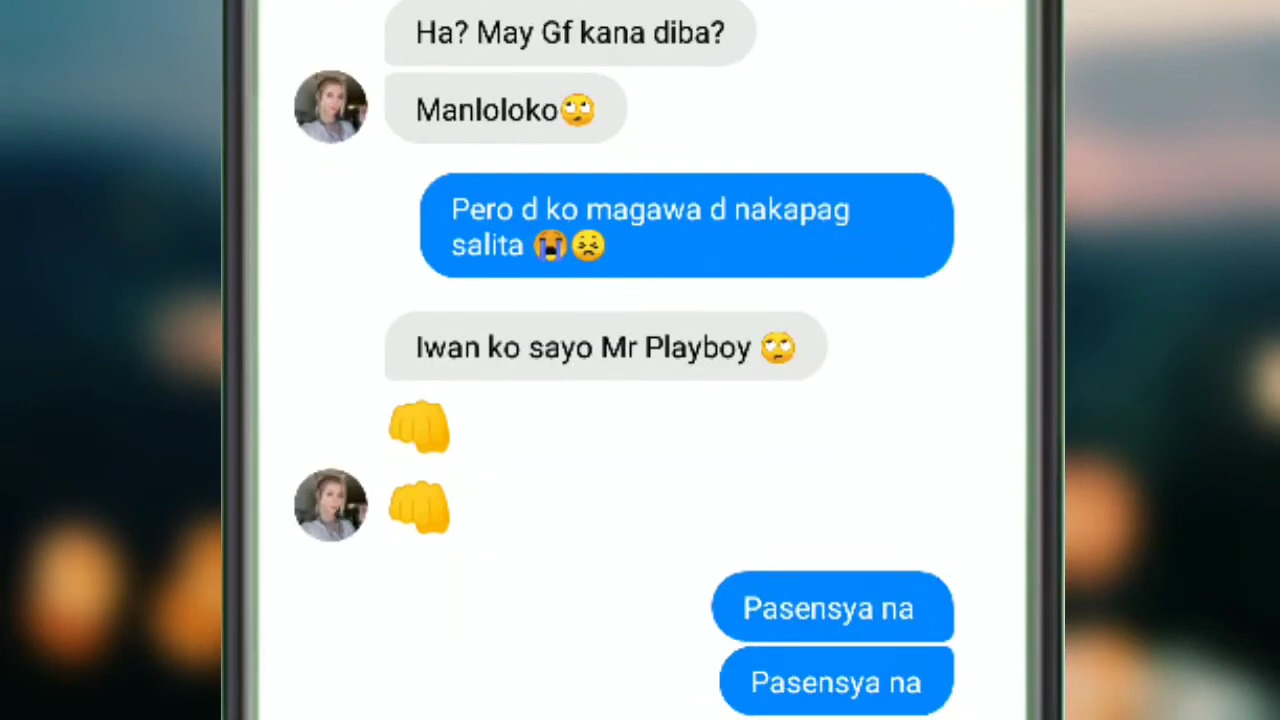 Ha? May Gf kana diba?
Manloloko🙄
Pero d ko magawa d nakapag
salita 😭😣
Iwan ko sayo Mr Playboy 🙄
👊
👊
Pasensya na
Pasensya na